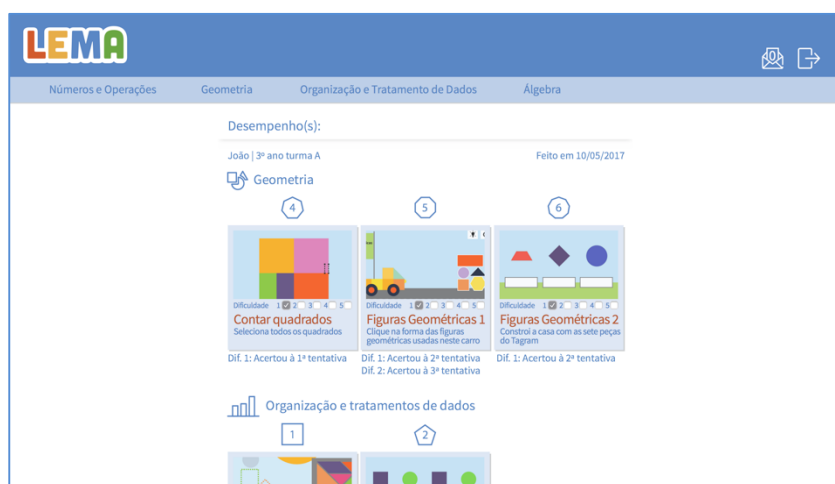 LEMA
0
Números e Operações Geometria Organização e Tratamento de Dados Álgebra
Desempenho(s):
João | 3º ano turma A Feito em 10/05/2017
Geometria
4 5 6
Dificuldade 1 2 3 4 5 Dificuldade 1 2 3 4 5 Dificuldade 1 2 3 4 5
Contar quadrados Figuras Geométricas 1 Figuras Geométricas 2
Seleciona todos os quadrados Clique na forma das figuras Constroi a casa com as sete peças
geométricas usadas neste carro do Tagram
Dif. 1: Acertou à 1ª tentativa Dif. 1: Acertou à 2ª tentativa Dif. 1: Acertou à 2ª tentativa
Dif. 2: Acertou à 3ª tentativa
Organização e tratamentos de dados
1 2